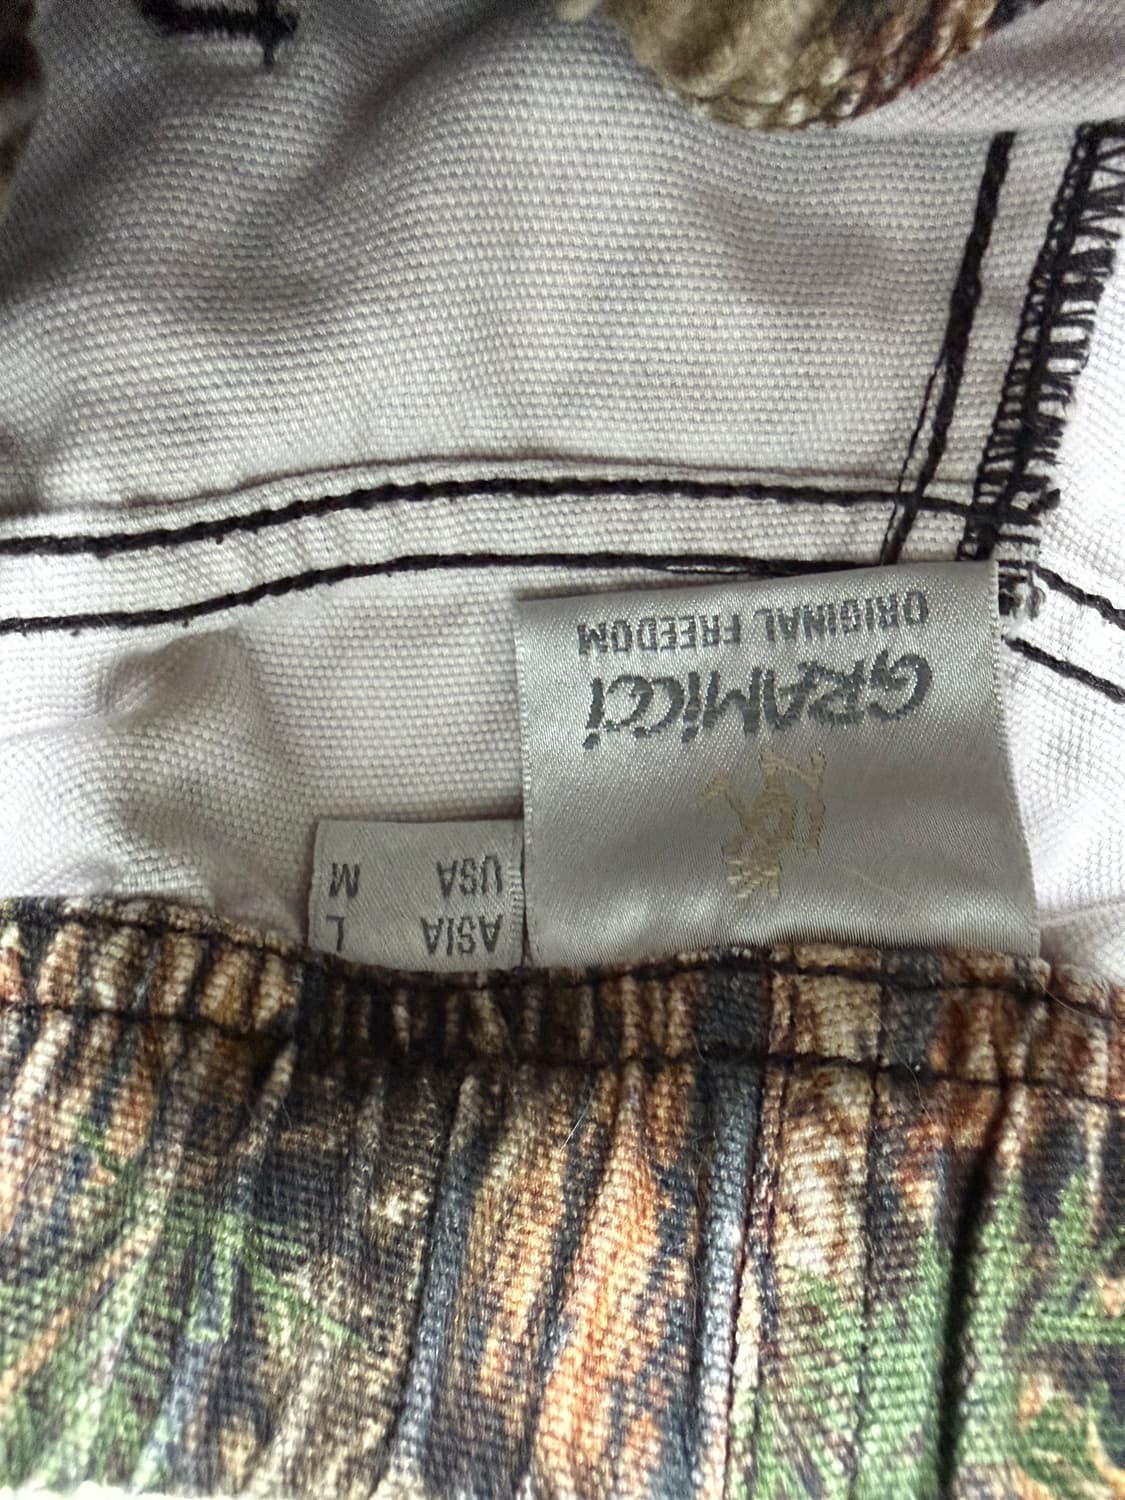 ASIA L
USA M
GRAMiCCi
ORIGINAL FREEDOM